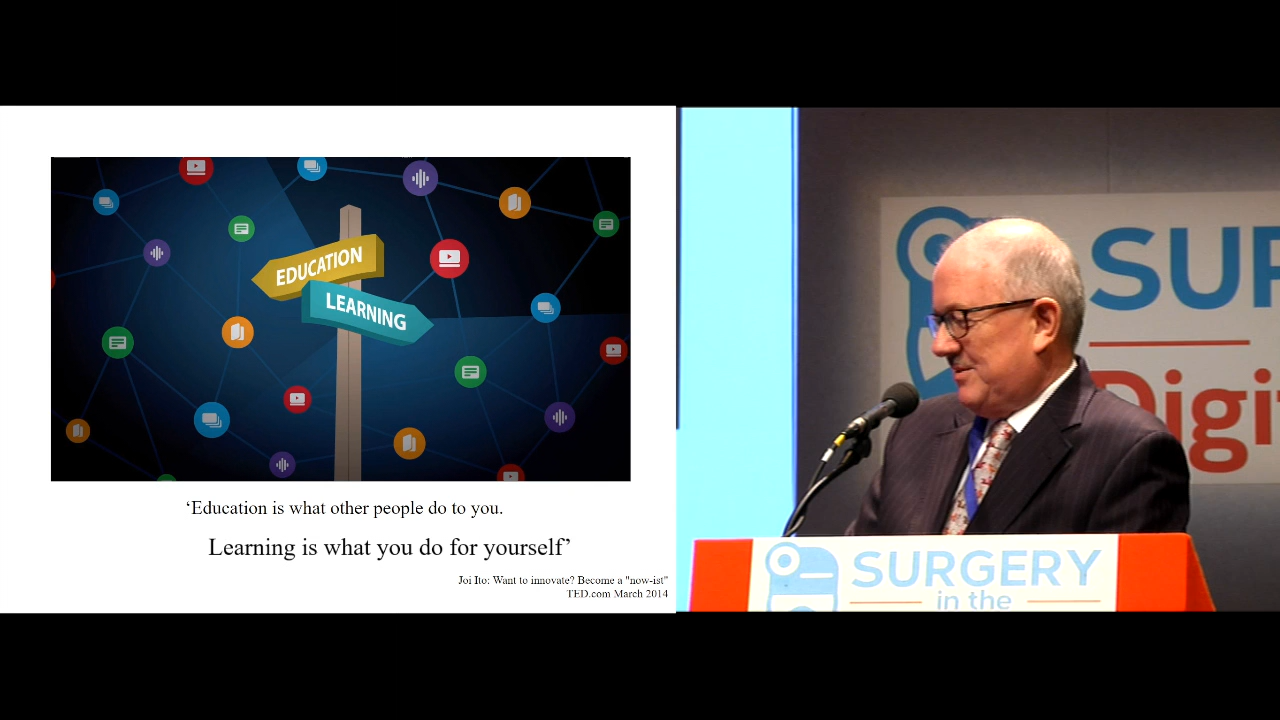 EDUCATION
LEARNING
‘Education is what other people do to you.
Learning is what you do for yourself’
Joi Ito: Want to innovate? Become a "now-ist"
TED.com March 2014
SUR
Digi
SURGERY
in the